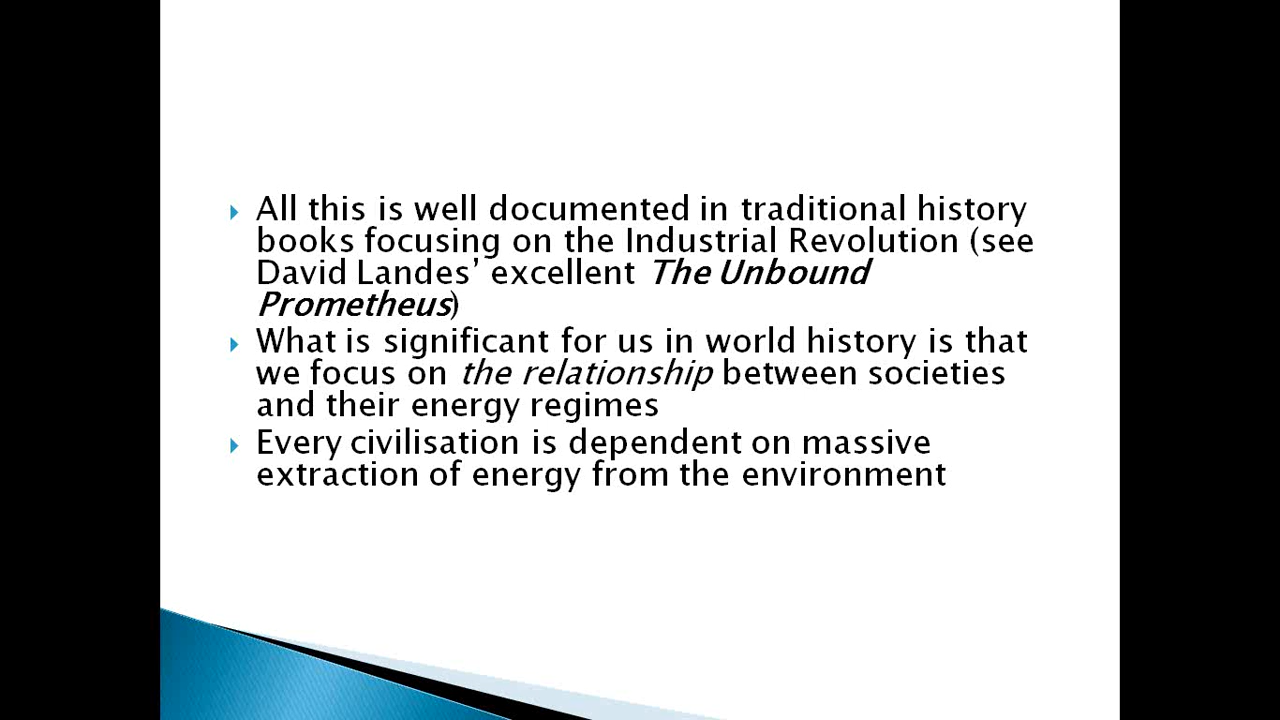 All this is well documented in traditional history
books focusing on the Industrial Revolution (see
David Landes’ excellent The Unbound
Prometheus)
What is significant for us in world history is that
we focus on the relationship between societies
and their energy regimes
Every civilisation is dependent on massive
extraction of energy from the environment